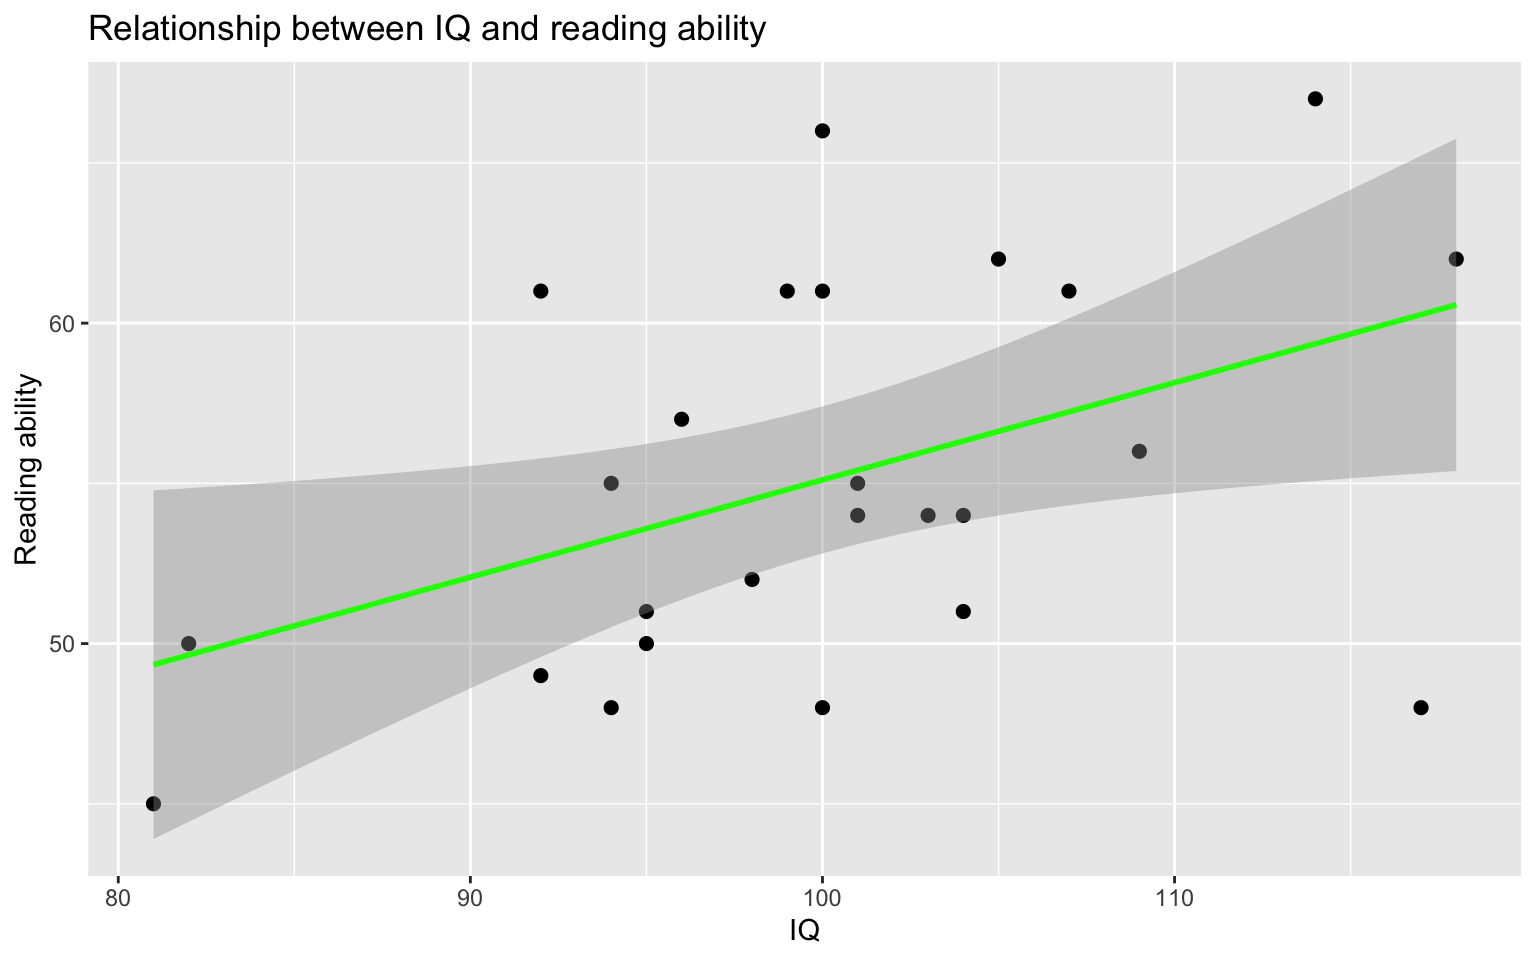 Relationship between IQ and reading ability
Reading ability
60
50
80 90 100 110
IQ